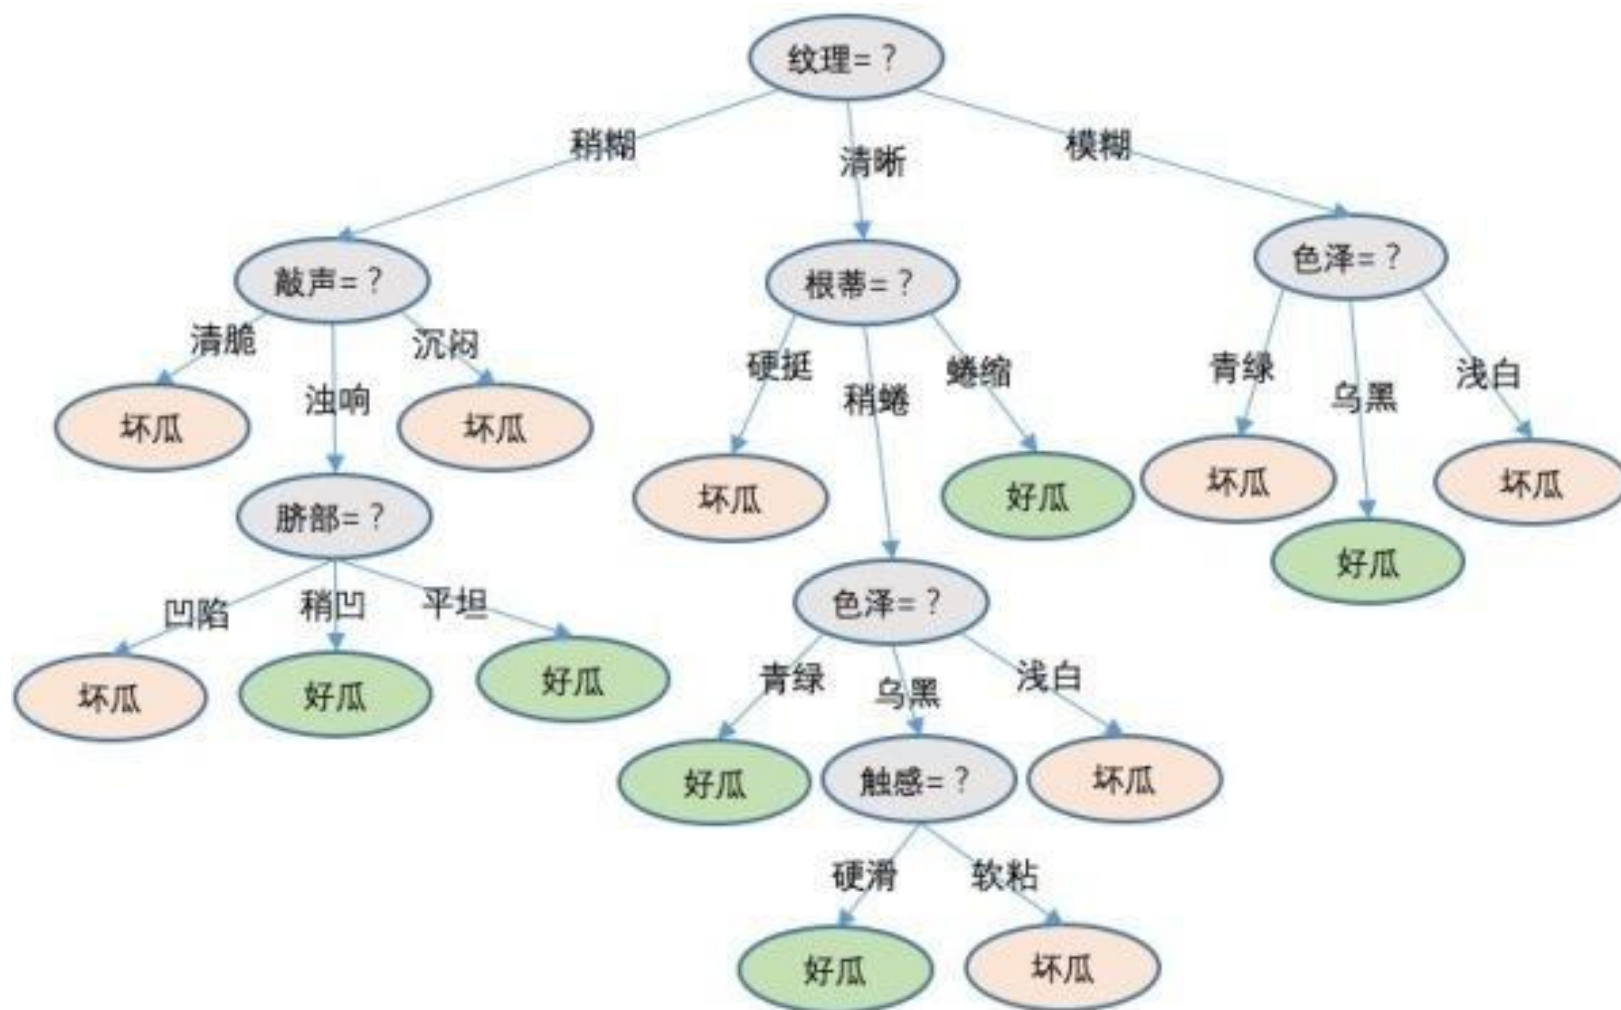 纹理=？
稍糊
清晰
模糊
敲声=？
根蒂=？
色泽=？
清脆
浊响
沉闷
硬挺
稍蜷
蜷缩
青绿
乌黑
浅白
坏瓜
坏瓜
坏瓜
好瓜
坏瓜
好瓜
坏瓜
脐部=？
色泽=？
凹陷
稍凹
平坦
青绿
乌黑
浅白
坏瓜
好瓜
好瓜
好瓜
触感=？
坏瓜
硬滑
软粘
好瓜
坏瓜